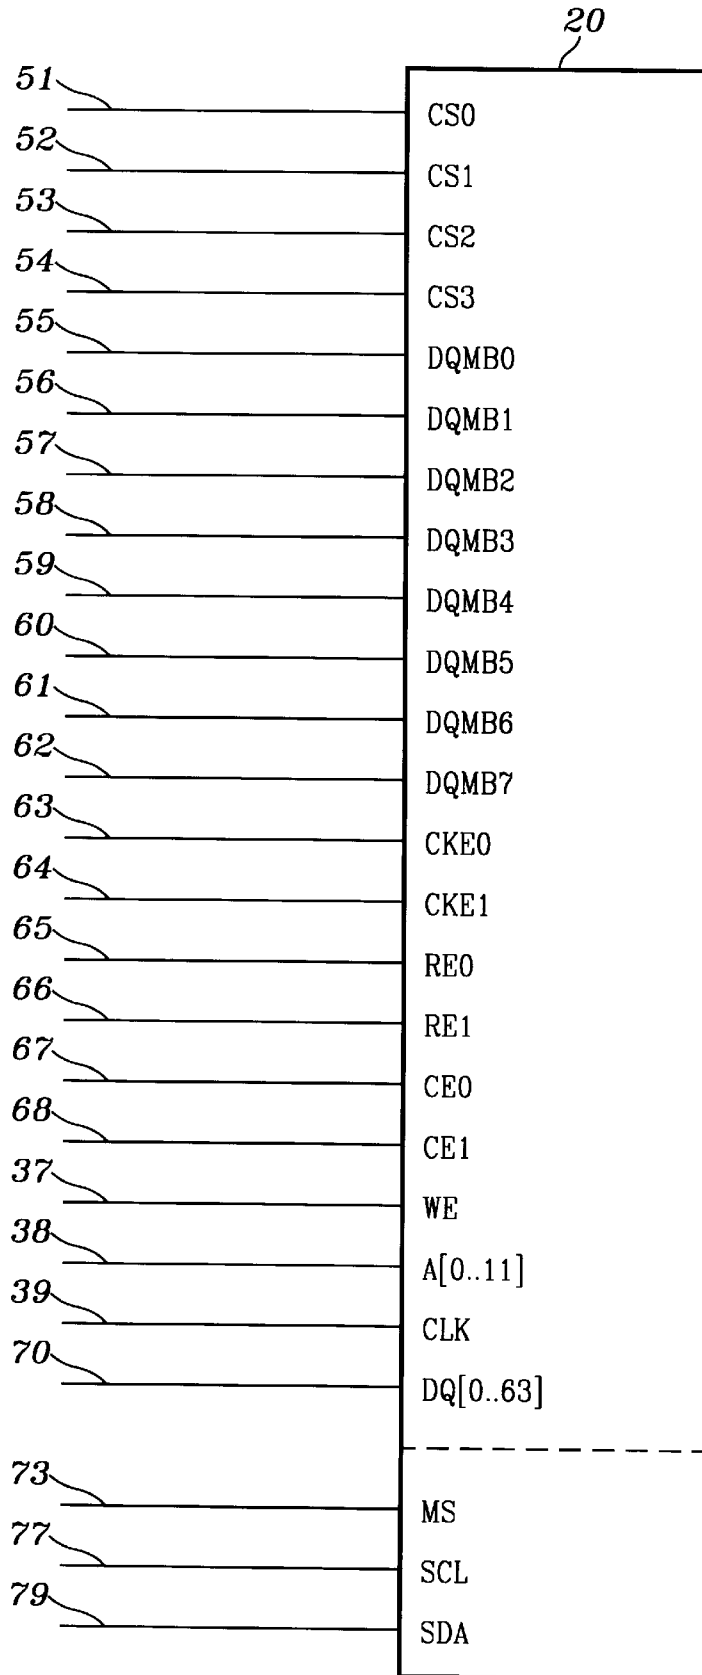 20
51
CS0
52
CS1
53
CS2
54
CS3
55
DQMB0
56
DQMB1
57
DQMB2
58
DQMB3
59
DQMB4
60
DQMB5
61
DQMB6
62
DQMB7
63
CKE0
64
CKE1
65
RE0
66
RE1
67
CE0
68
CE1
37
WE
38
A[0..11]
39
CLK
70
DQ[0..63]
73
MS
77
SCL
79
SDA